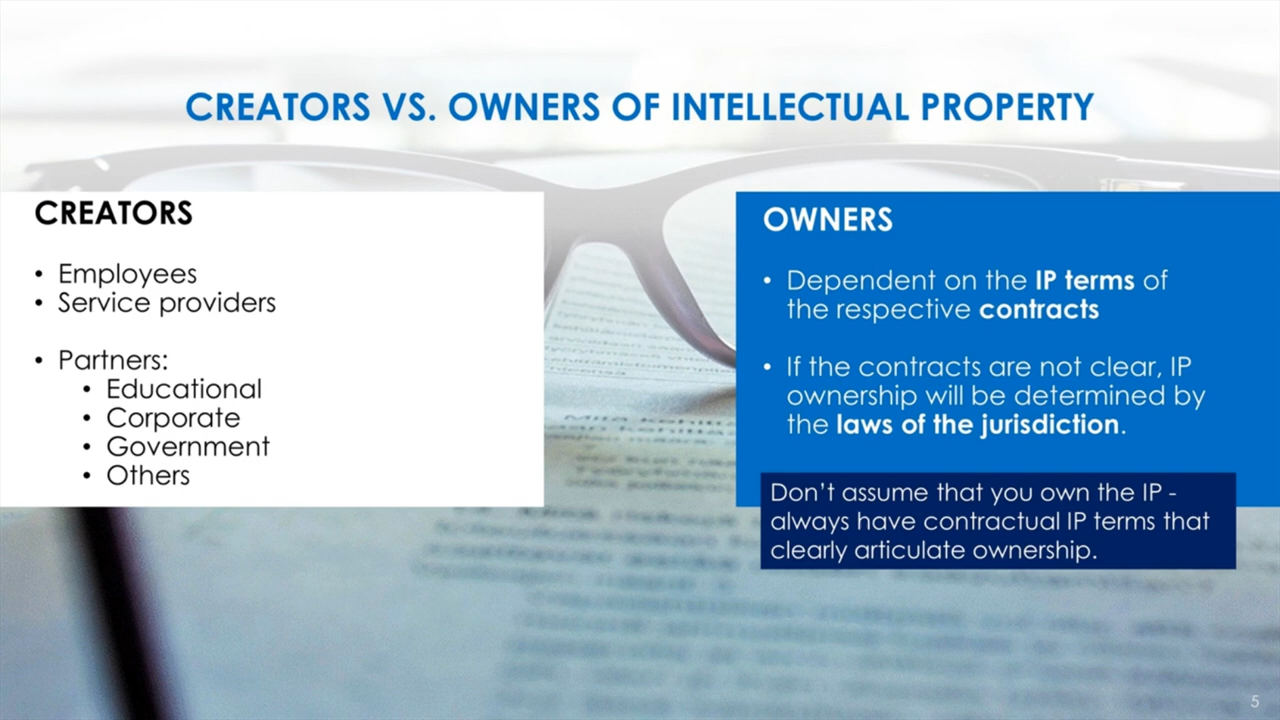 CREATORS VS. OWNERS OF INTELLECTUAL PROPERTY
CREATORS
• Employees
• Service providers
• Partners:
• Educational
• Corporate
• Government
• Others
OWNERS
• Dependent on the IP terms of
the respective contracts
• If the contracts are not clear, IP
ownership will be determined by
the laws of the jurisdiction.
Don't assume that you own the IP -
always have contractual IP terms that
clearly articulate ownership.
5